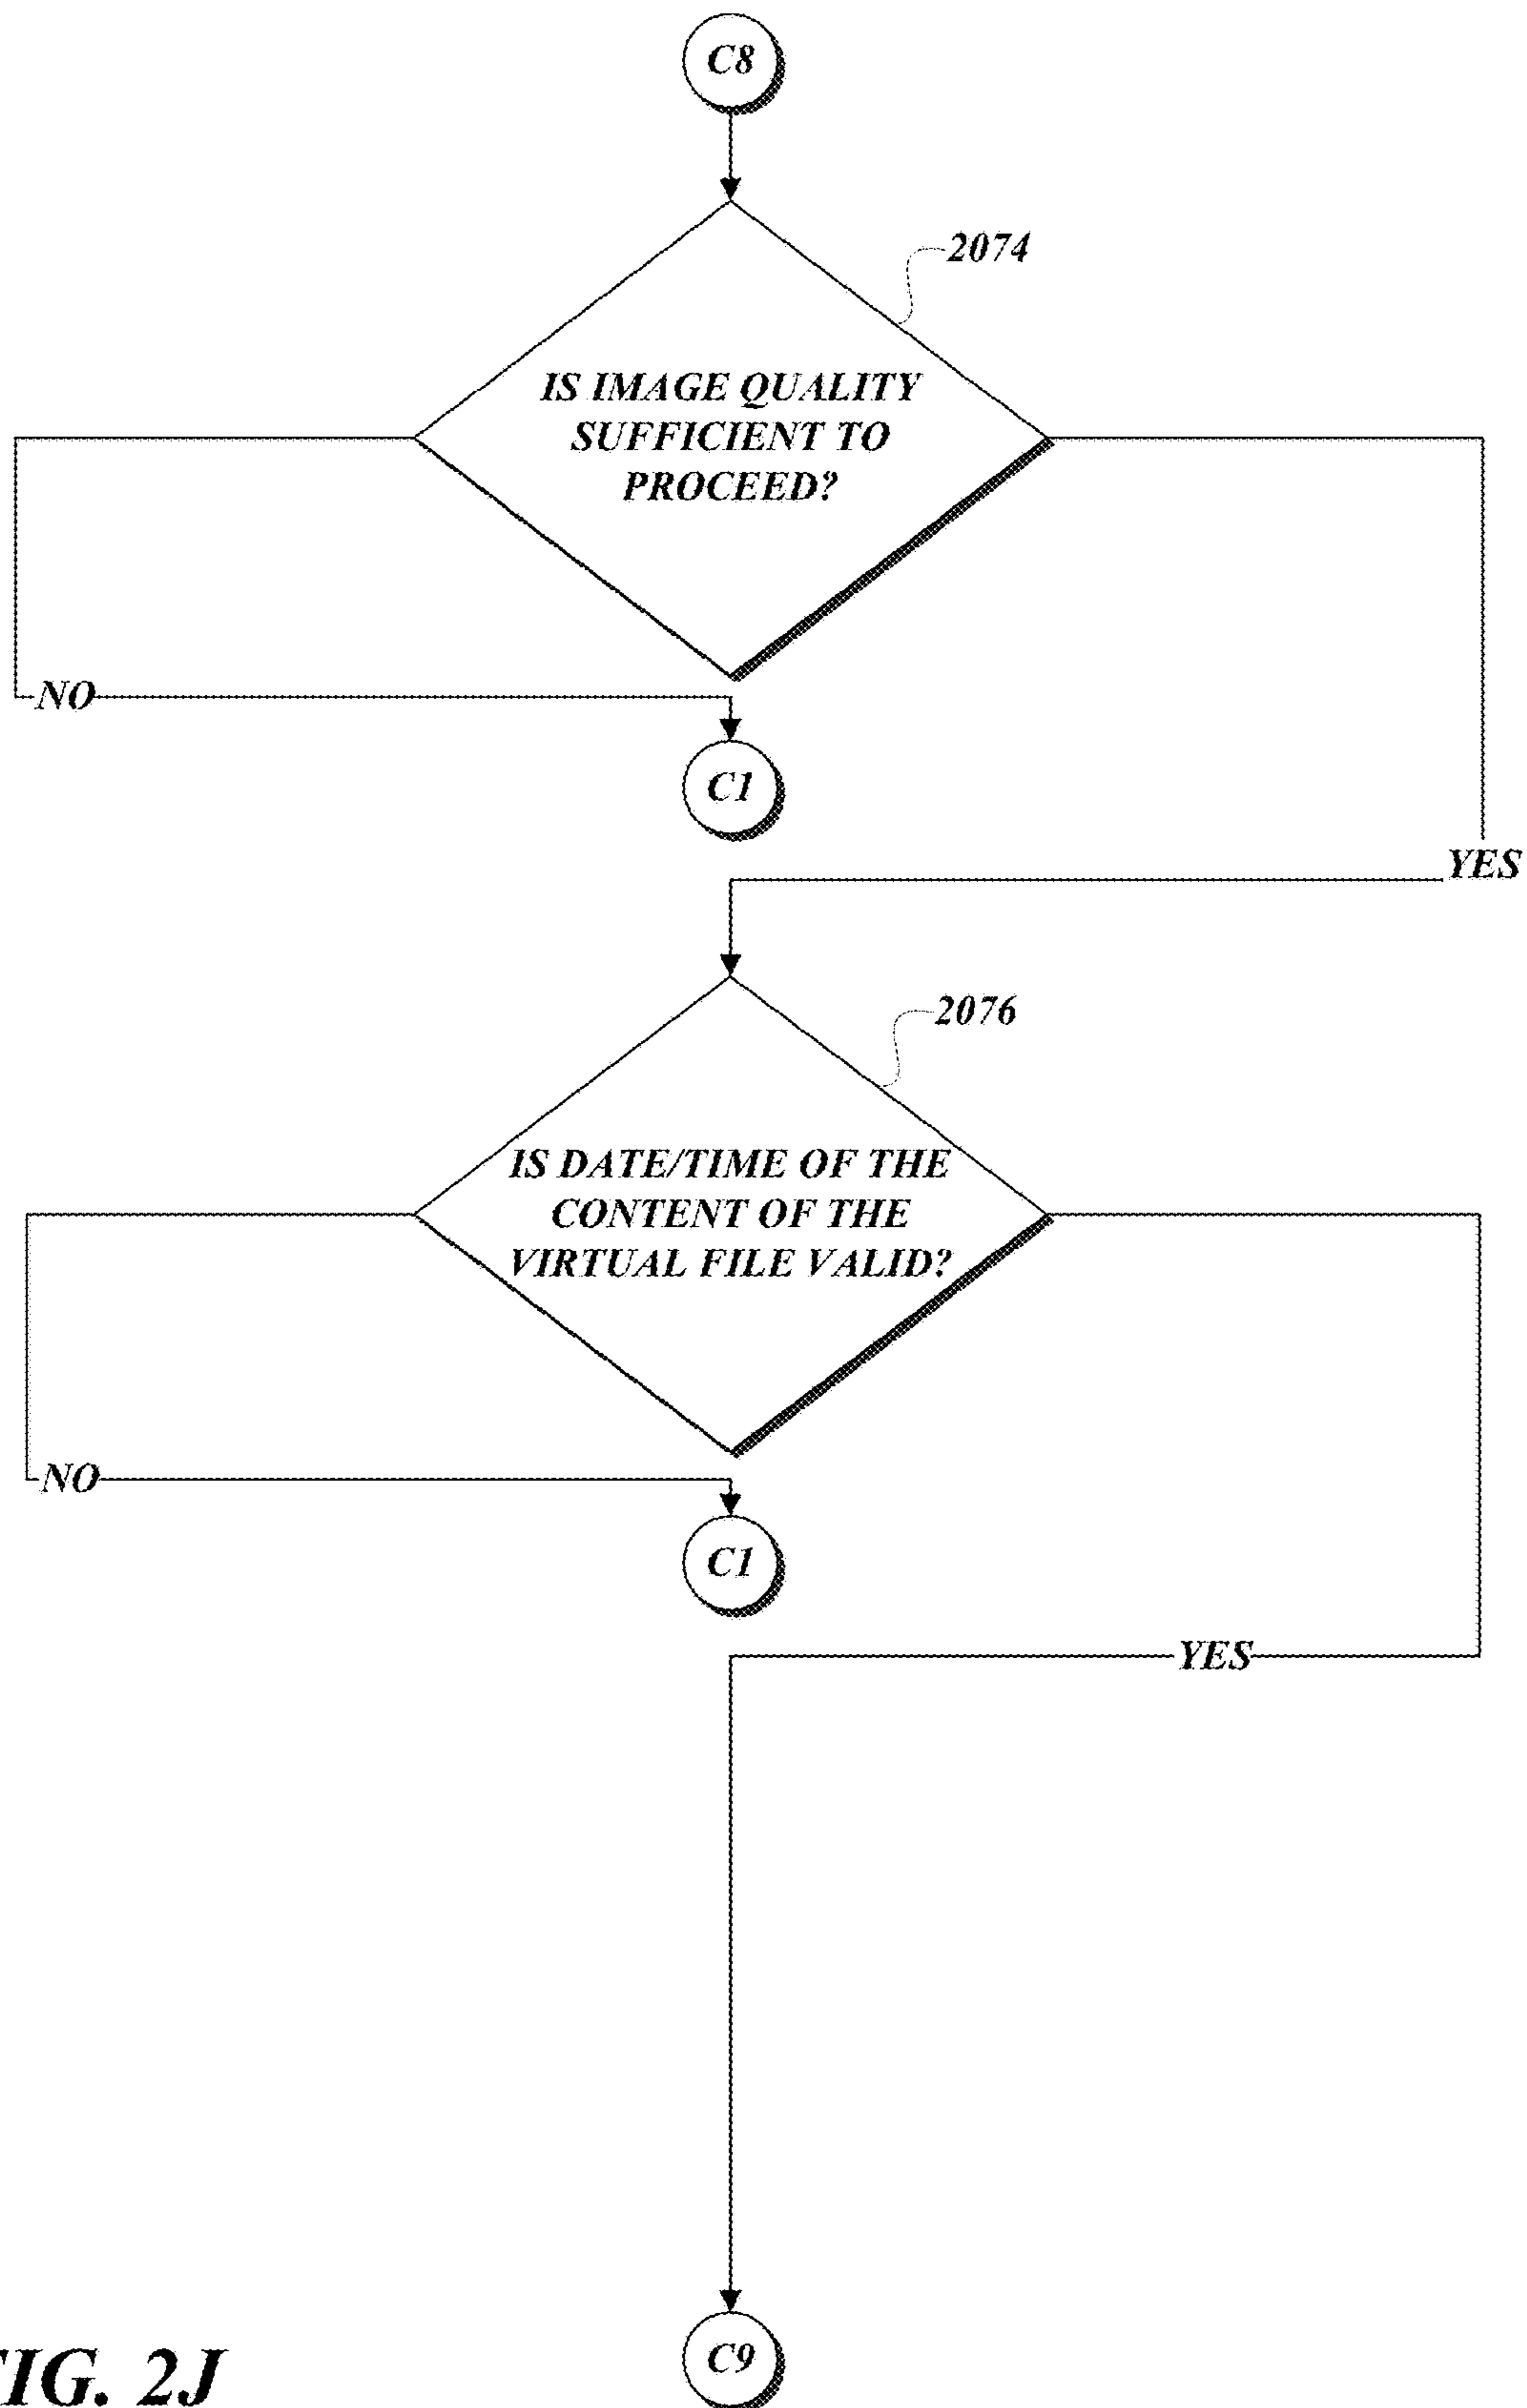 C8
2074
IS IMAGE QUALITY
SUFFICIENT TO
PROCEED?
NO
C1
YES
2076
IS DATE/TIME OF THE
CONTENT OF THE
VIRTUAL FILE VALID?
NO
C1
YES
C9
FIG. 2J